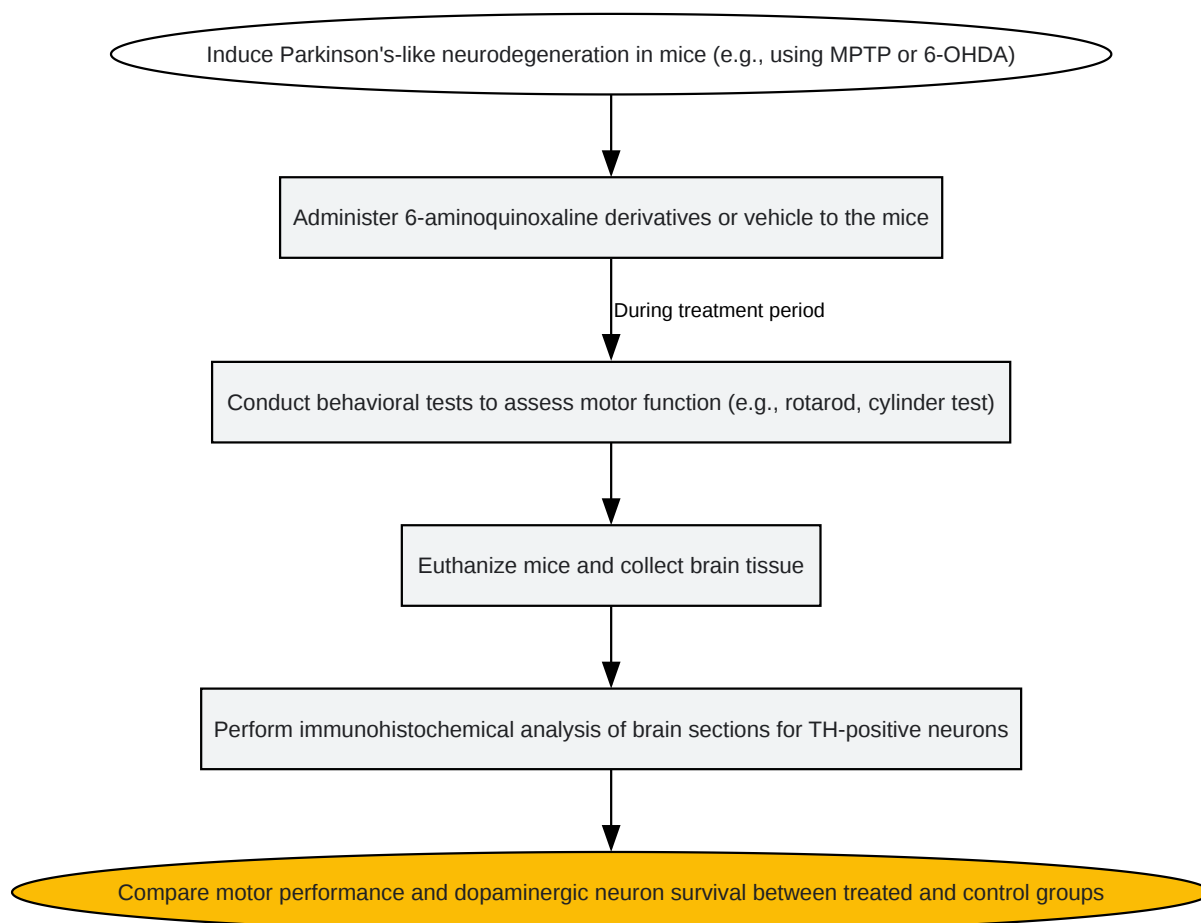 Induce Parkinson's-like neurodegeneration in mice (e.g., using MPTP or 6-OHDA)
Administer 6-aminoquinoxaline derivatives or vehicle to the mice
During treatment period
Conduct behavioral tests to assess motor function (e.g., rotarod, cylinder test)
Euthanize mice and collect brain tissue
Perform immunohistochemical analysis of brain sections for TH-positive neurons
Compare motor performance and dopaminergic neuron survival between treated and control groups